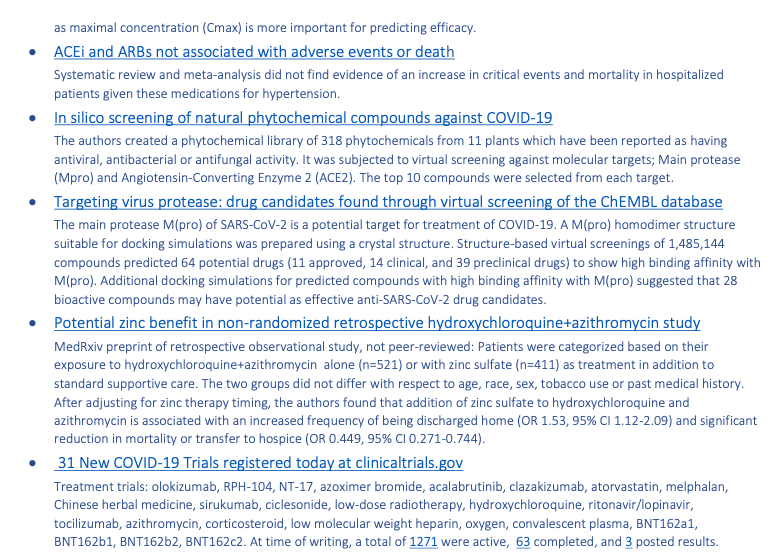 as maximal concentration (Cmax) is more important for predicting efficacy.
• ACEi and ARBs not associated with adverse events or death
Systematic review and meta-analysis did not find evidence of an increase in critical events and mortality in hospitalized
patients given these medications for hypertension.
• In silico screening of natural phytochemical compounds against COVID-19
The authors created a phytochemical library of 318 phytochemicals from 11 plants which have been reported as having
antiviral, antibacterial or antifungal activity. It was subjected to virtual screening against molecular targets; Main protease
(Mpro) and Angiotensin-Converting Enzyme 2 (ACE2). The top 10 compounds were selected from each target.
• Targeting virus protease: drug candidates found through virtual screening of the ChEMBL database
The main protease M(pro) of SARS-CoV-2 is a potential target for treatment of COVID-19. A M(pro) homodimer structure
suitable for docking simulations was prepared using a crystal structure. Structure-based virtual screenings of 1,485,144
compounds predicted 64 potential drugs (11 approved, 14 clinical, and 39 preclinical drugs) to show high binding affinity with
M(pro). Additional docking simulations for predicted compounds with high binding affinity with M(pro) suggested that 28
bioactive compounds may have potential as effective anti-SARS-CoV-2 drug candidates.
• Potential zinc benefit in non-randomized retrospective hydroxychloroquine+azithromycin study
MedRxiv preprint of retrospective observational study, not peer-reviewed: Patients were categorized based on their
exposure to hydroxychloroquine+azithromycin alone (n=521) or with zinc sulfate (n=411) as treatment in addition to
standard supportive care. The two groups did not differ with respect to age, race, sex, tobacco use or past medical history.
After adjusting for zinc therapy timing, the authors found that addition of zinc sulfate to hydroxychloroquine and
azithromycin is associated with an increased frequency of being discharged home (OR 1.53, 95% CI 1.12-2.09) and significant
reduction in mortality or transfer to hospice (OR 0.449, 95% CI 0.271-0.744).
• 31 New COVID-19 Trials registered today at clinicaltrials.gov
Treatment trials: olokizumab, RPH-104, NT-17, azoximer bromide, acalabrutinib, clazakizumab, atorvastatin, melphalan,
Chinese herbal medicine, sirukumab, ciclesonide, low-dose radiotherapy, hydroxychloroquine, ritonavir/lopinavir,
tocilizumab, azithromycin, corticosteroid, low molecular weight heparin, oxygen, convalescent plasma, BNT162a1,
BNT162b1, BNT162b2, BNT162c2. At time of writing, a total of 1271 were active, 63 completed, and 3 posted results.